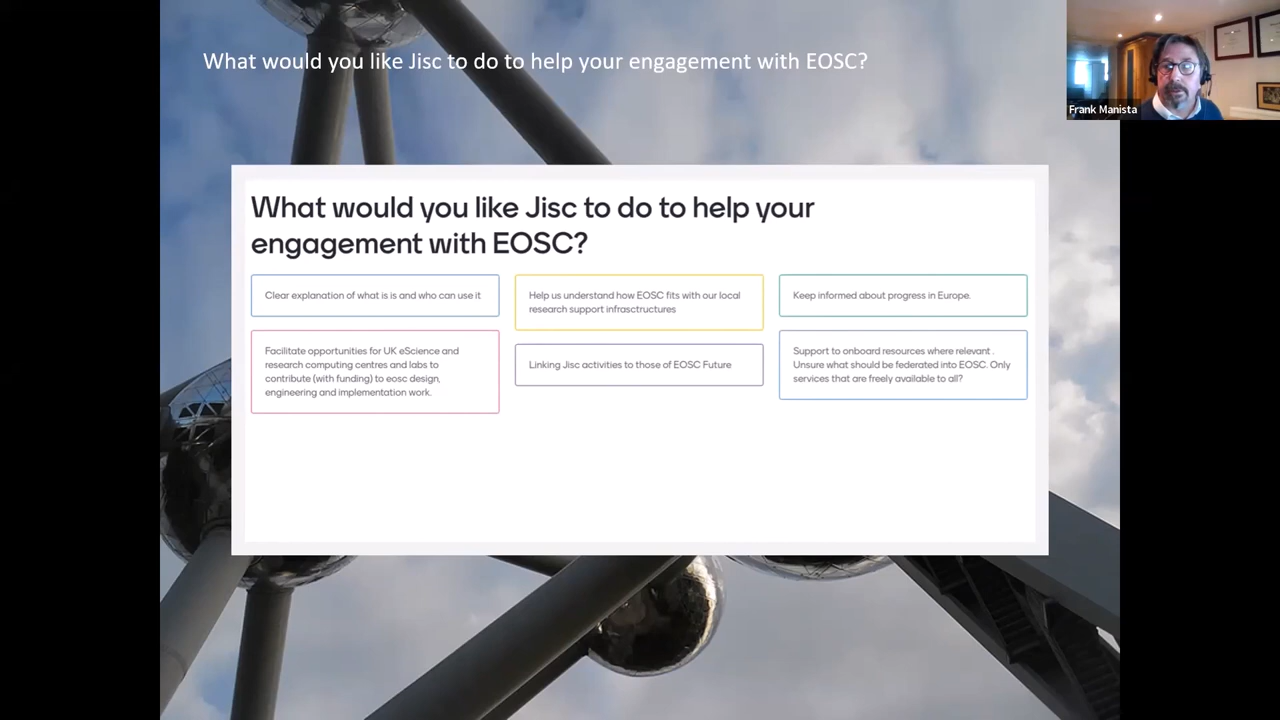 What would you like Jisc to do to help your engagement with EOSC?
Frank Manista
What would you like Jisc to do to help your
engagement with EOSC?
Clear explanation of what is is and who can use it
Help us understand how EOSC fits with our local
research support infrasctructures
Keep informed about progress in Europe.
Facilitate opportunities for UK eScience and
research computing centres and labs to
contribute (with funding) to eosc design,
engineering and implementation work.
Linking Jisc activities to those of EOSC Future
Support to onboard resources where relevant .
Unsure what should be federated into EOSC. Only
services that are freely available to all?